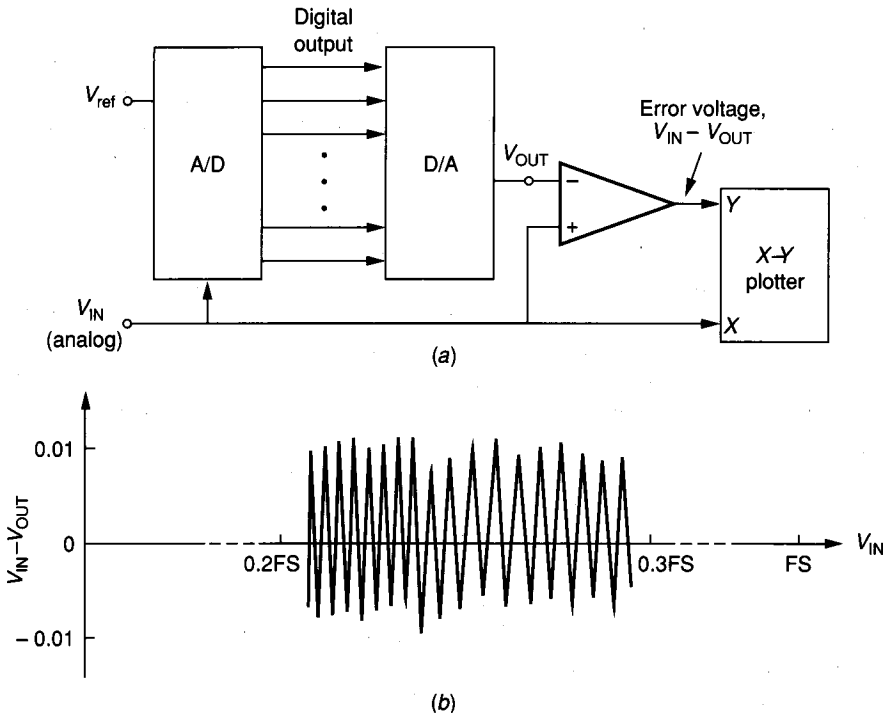 Digital
output
V_ref
A/D
D/A
V_OUT
Error voltage,
V_IN – V_OUT
–
+
Y
X–Y
plotter
X
V_IN
(analog)
(a)
V_IN–V_OUT
0.01
0
– 0.01
0.2FS
0.3FS
FS
V_IN
(b)